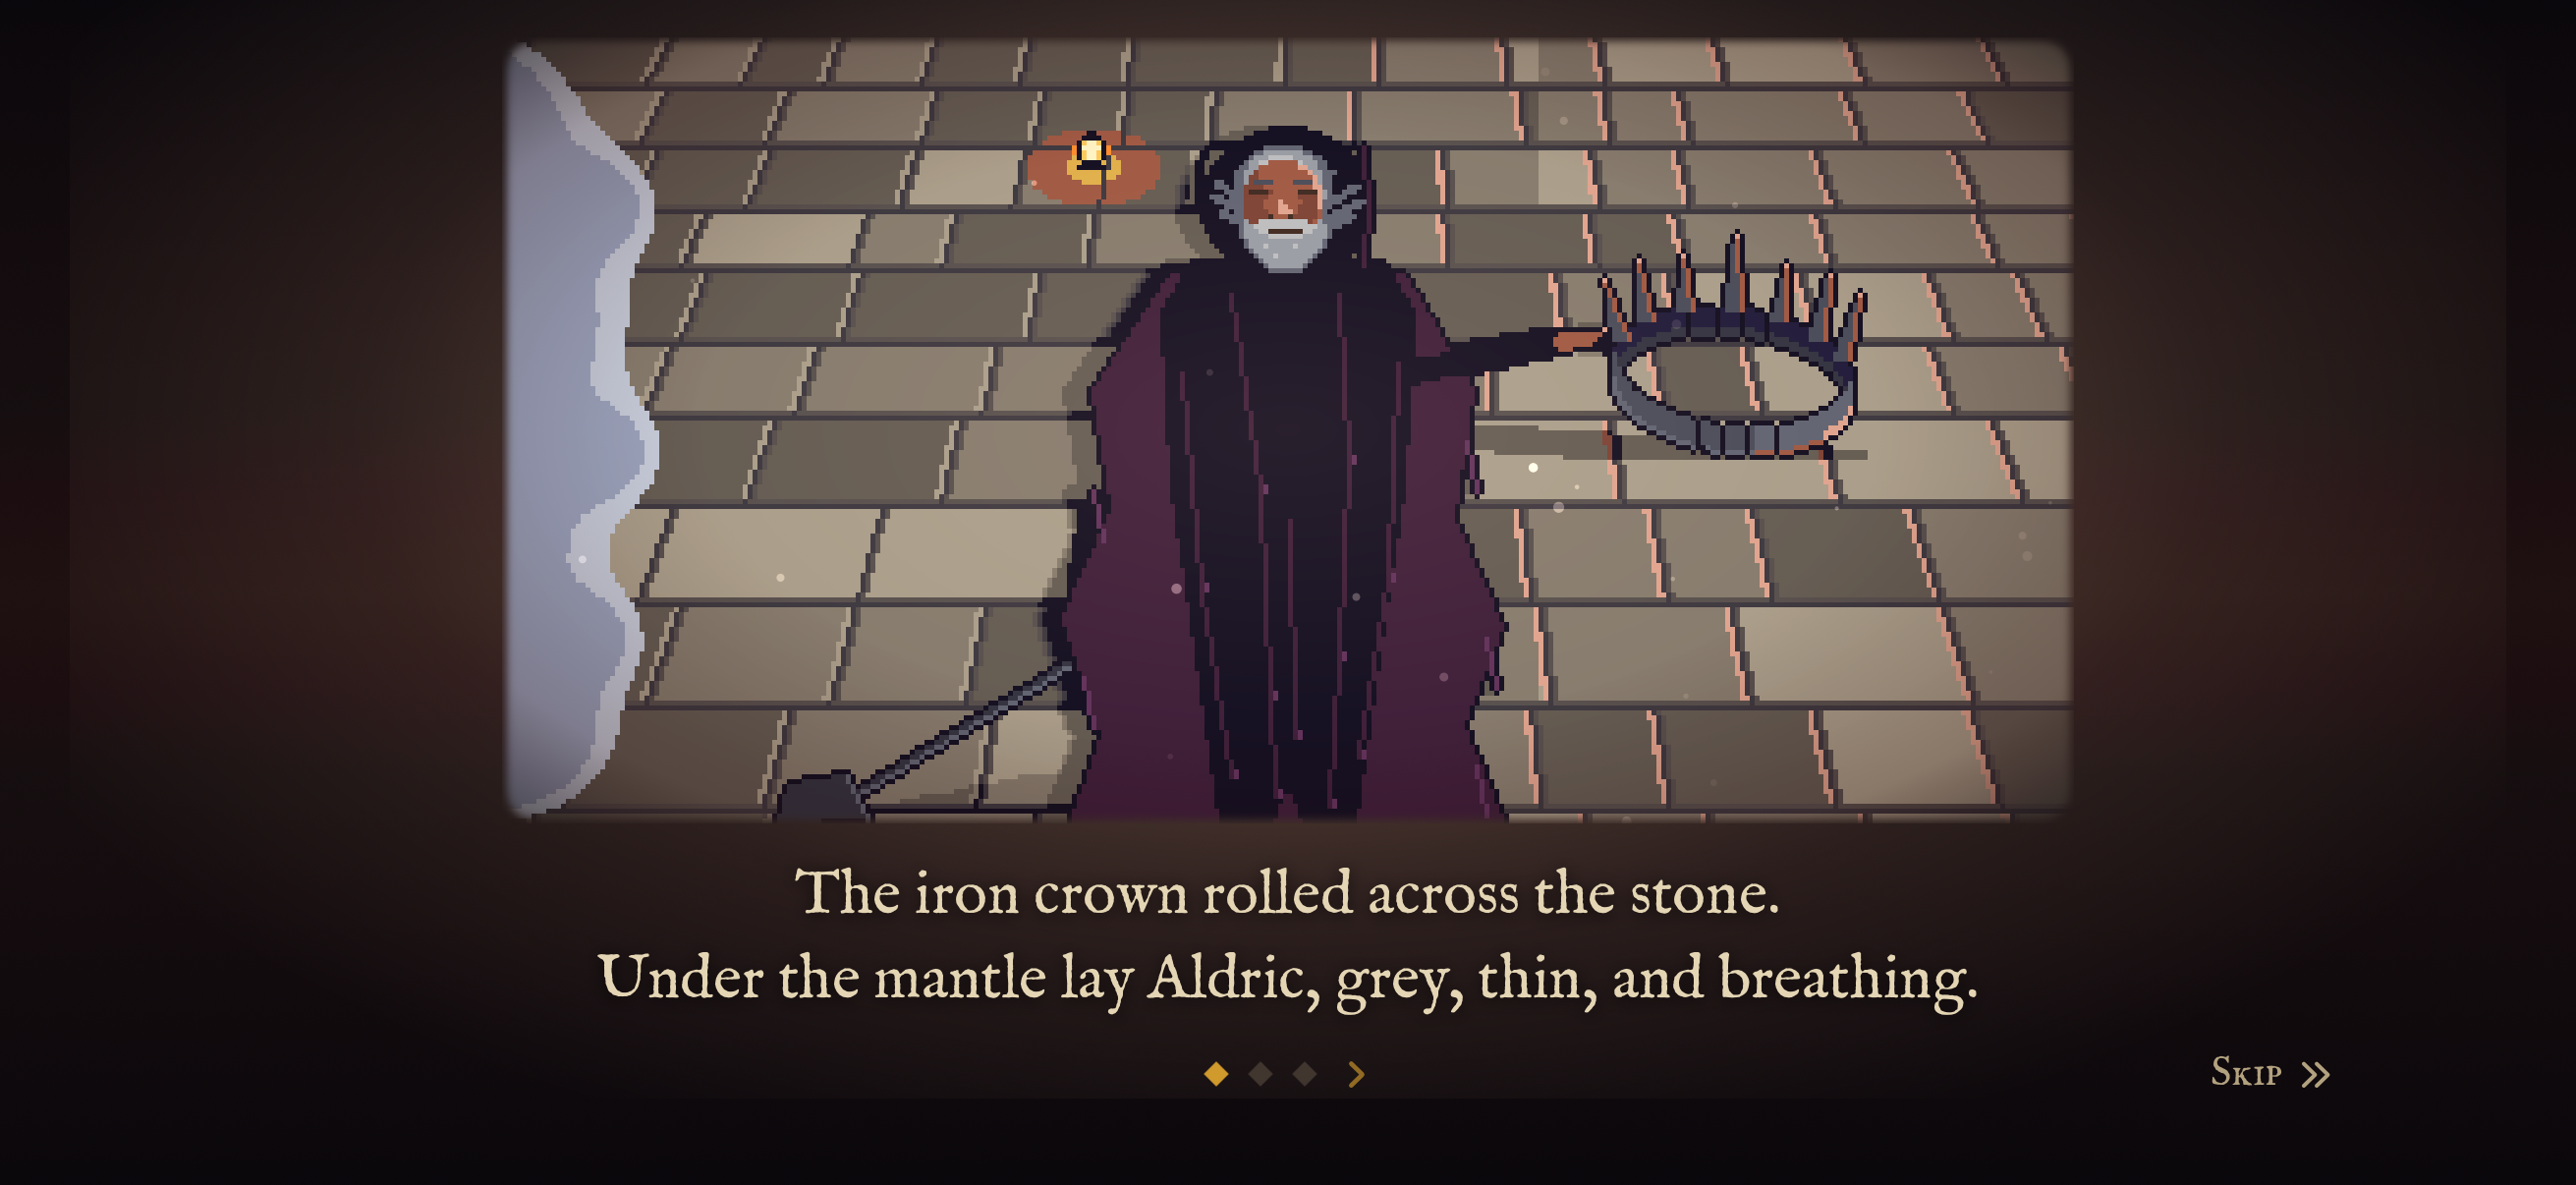 The iron crown rolled across the stone.
Under the mantle lay Aldric, grey, thin, and breathing.
Skip